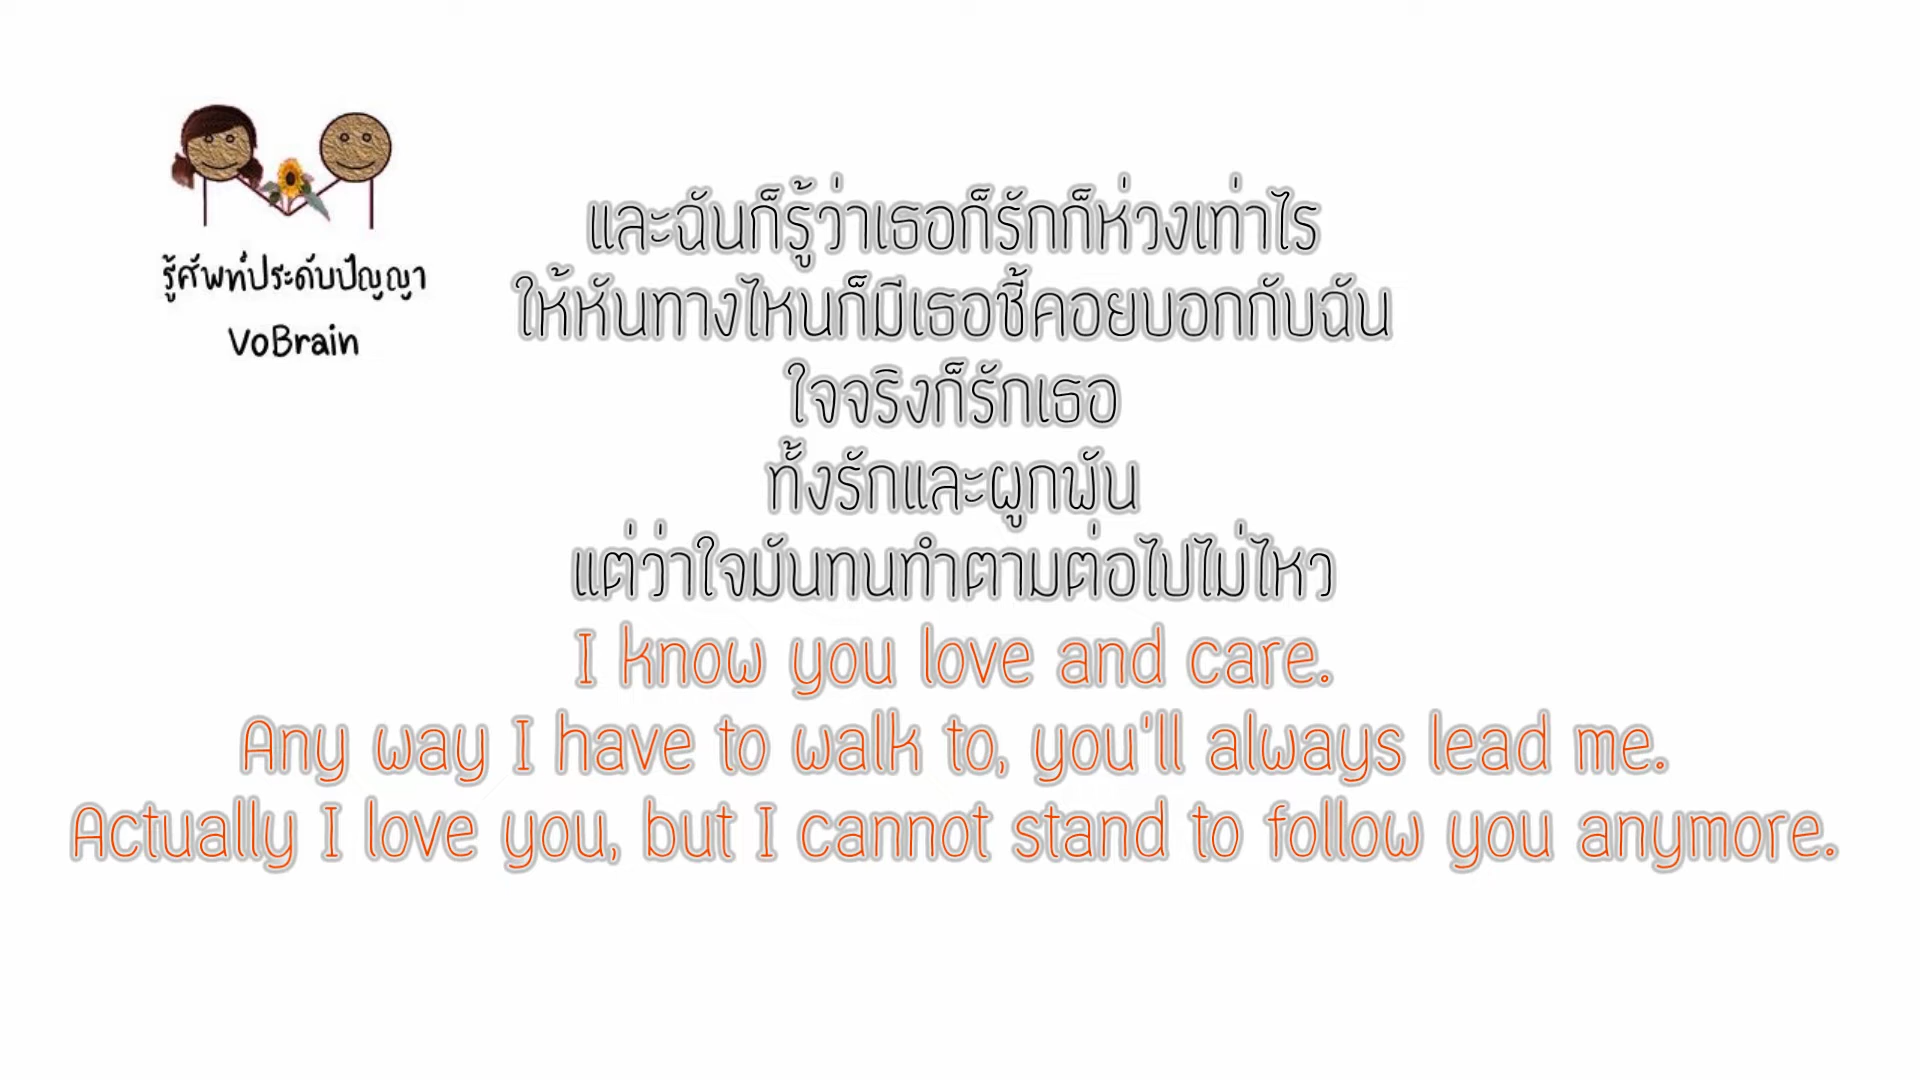 รู้ศัพท์ประดับปัญญา
VoBrain
และฉันก็รู้ว่าเธอก็รักก็ห่วงเท่าไร
ให้หันทางไหนก็มีเธอชี้คอยบอกกับฉัน
ใจจริงก็รักเธอ
ทั้งรักและผูกพัน
แต่ว่าใจมันทนทำตามต่อไปไม่ไหว
I know you love and care.
Any way I have to walk to, you'll always lead me.
Actually I love you, but I cannot stand to follow you anymore.